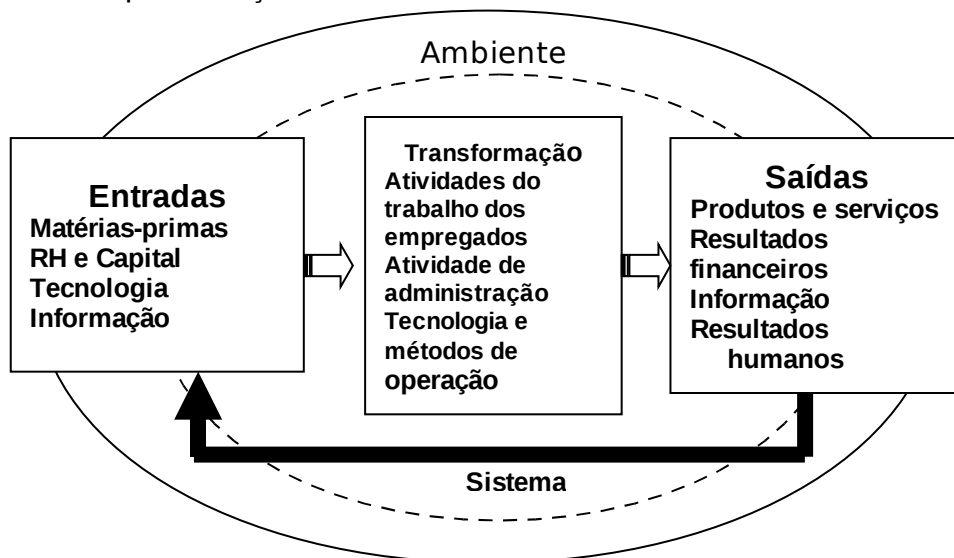 Ambiente
Entradas
Matérias-primas
RH e Capital
Tecnologia
Informação
Transformação
Atividades do
trabalho dos
empregados
Atividade de
administração
Tecnologia e
métodos de
operação
Saídas
Produtos e serviços
Resultados
financeiros
Informação
Resultados
humanos
Sistema